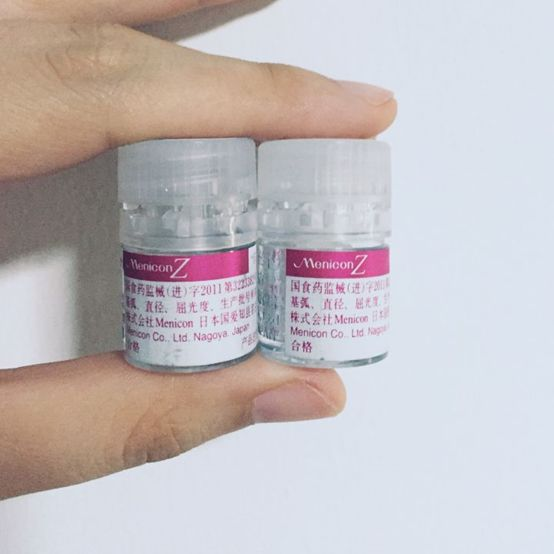 Menicon Z
国食药监械(进)字2011第322
基弧、直径、屈光度、生产批号
株式会社Menicon 日本国爱知县
Menicon Co., Ltd. Nagoya, Japan
合格
Menicon Z
国食药监械(进)字2011
基弧、直径、屈光度、生
株式会社Menicon 日本
Menicon Co., Ltd. Nagoya
合格